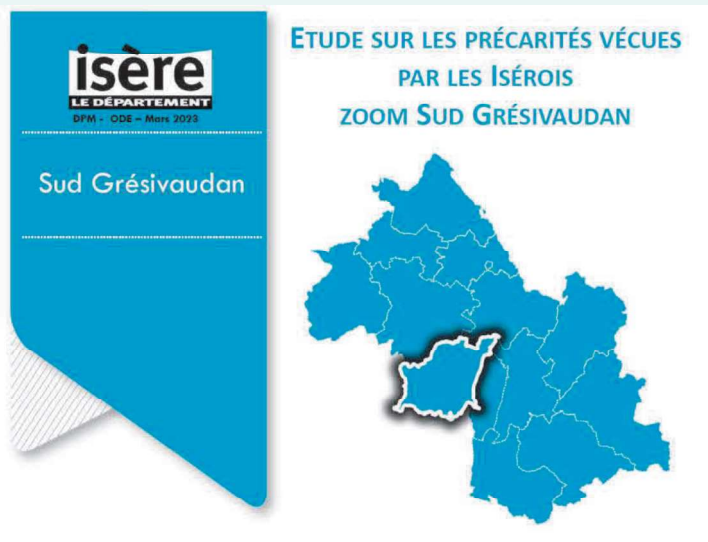 isère
LE DÉPARTEMENT
DPM - ODE – Mars 2023
Sud Grésivaudan
ETUDE SUR LES PRÉCARITÉS VÉCUES
PAR LES ISÉROIS
ZOOM SUD GRÉSIVAUDAN